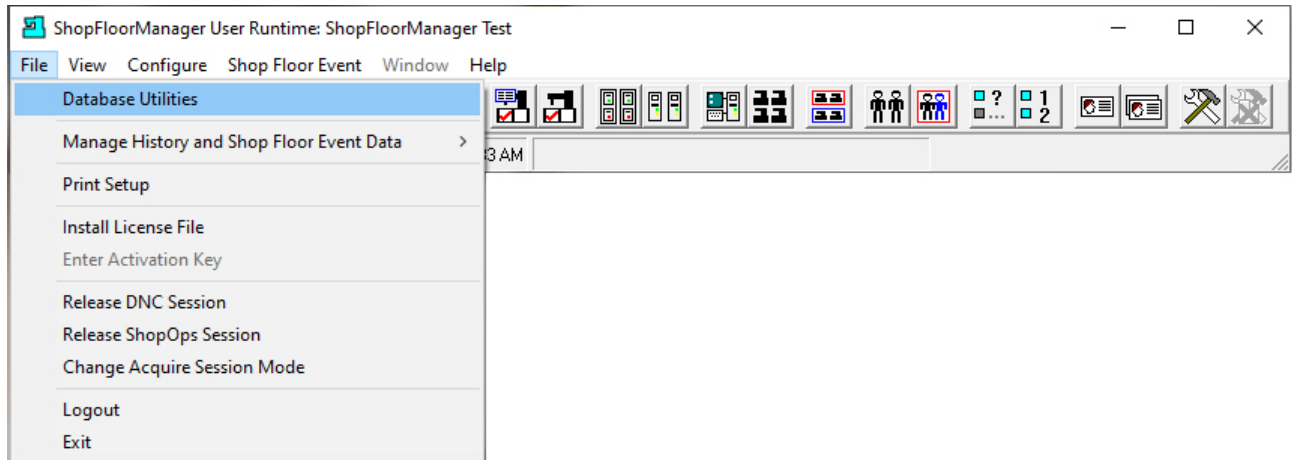 ShopFloorManager User Runtime: ShopFloorManager Test
File View Configure Shop Floor Event Window Help
Database Utilities
Manage History and Shop Floor Event Data
3 AM
Print Setup
Install License File
Enter Activation Key
Release DNC Session
Release ShopOps Session
Change Acquire Session Mode
Logout
Exit